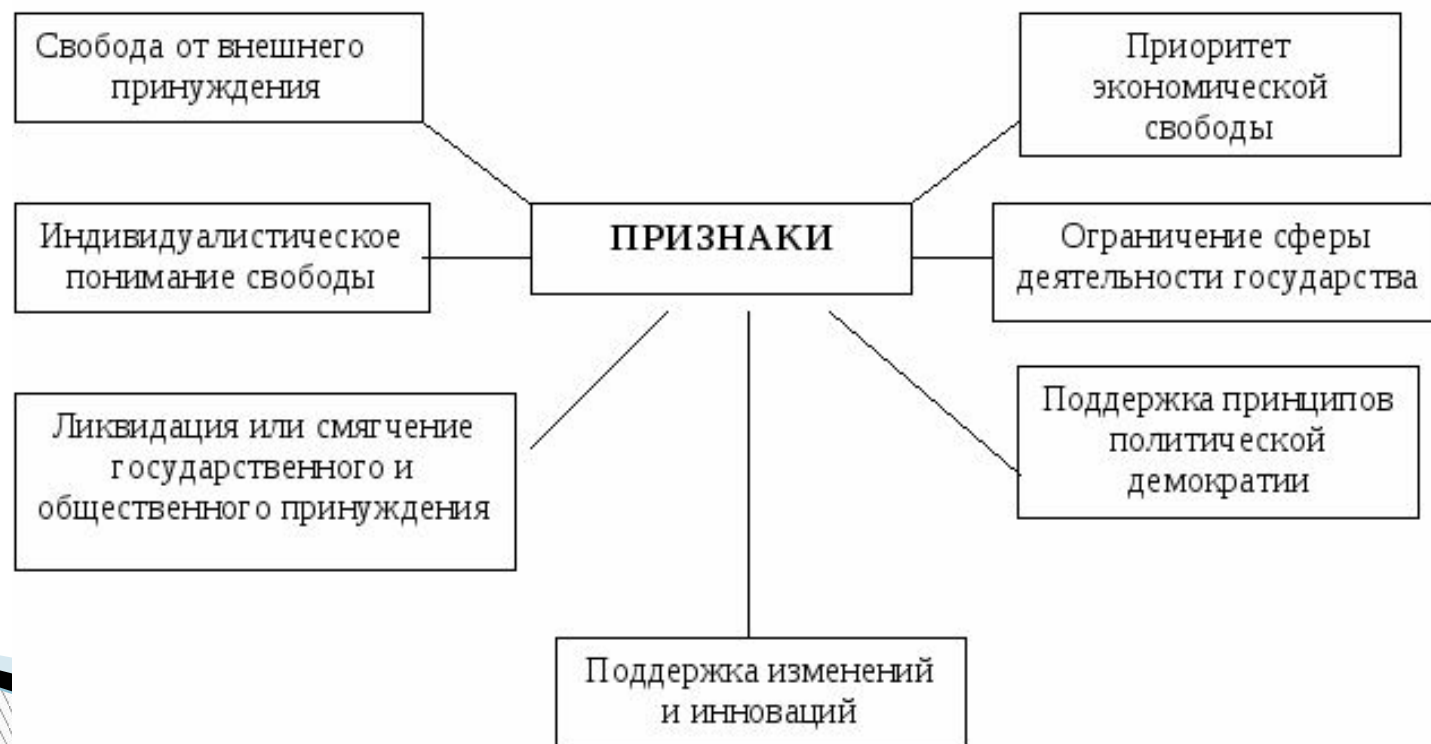 Свобода от внешнего
принуждения
Приоритет
экономической
свободы
Индивидуалистическое
понимание свободы
ПРИЗНАКИ
Ограничение сферы
деятельности государства
Ликвидация или смягчение
государственного и
общественного принуждения
Поддержка принципов
политической
демократии
Поддержка изменений
и инноваций